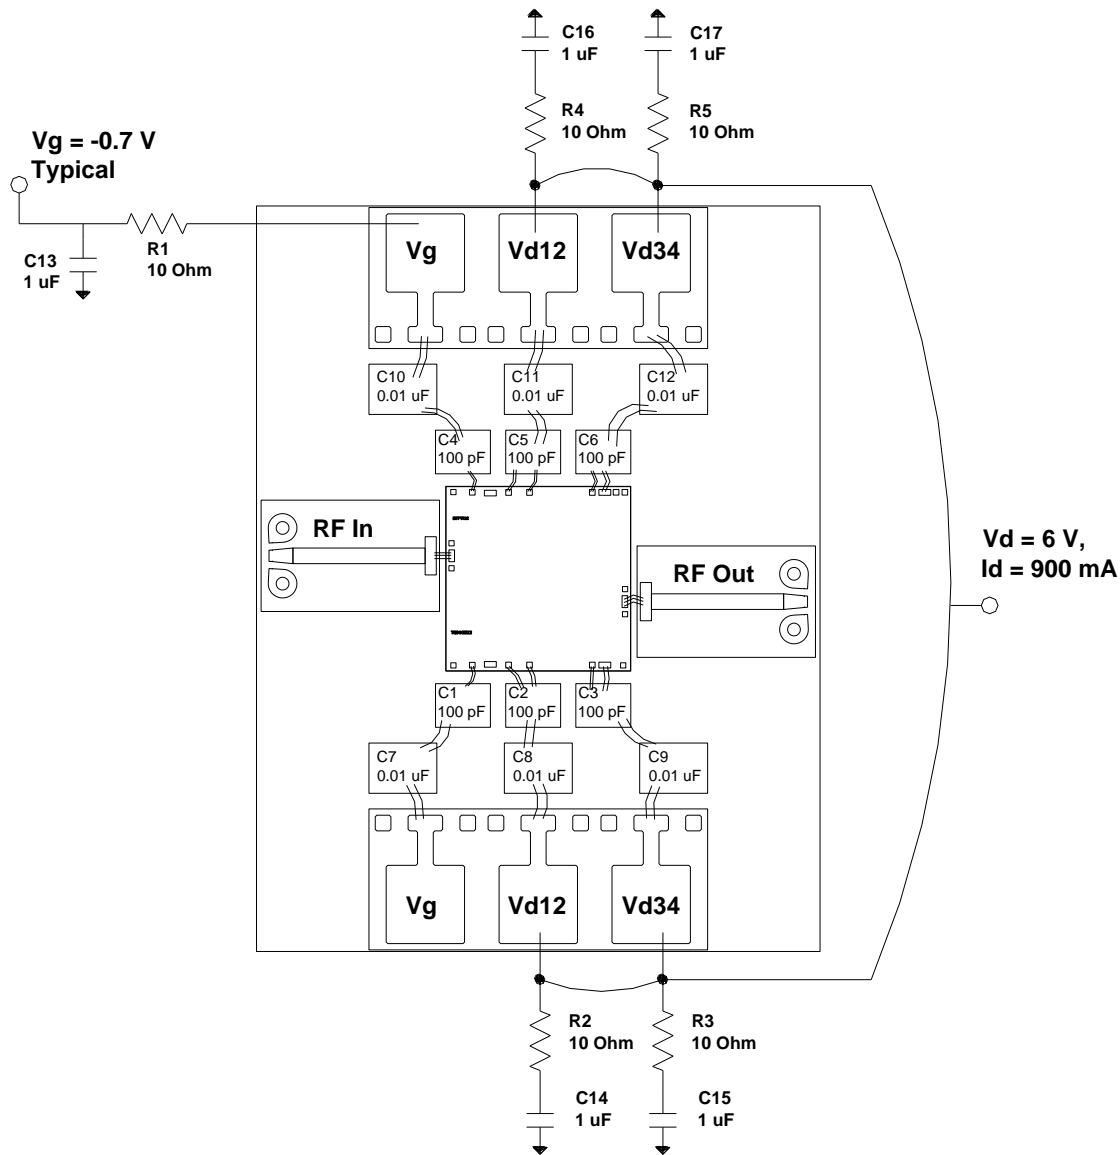 C16
1 uF
C17
1 uF
R4
10 Ohm
R5
10 Ohm
Vg = -0.7 V
Typical
C13
1 uF
R1
10 Ohm
Vg
Vd12
Vd34
C10
0.01 uF
C11
0.01 uF
C12
0.01 uF
C4
100 pF
C5
100 pF
C6
100 pF
RF In
RF Out
Vd = 6 V,
Id = 900 mA
C1
100 pF
C2
100 pF
C3
100 pF
C7
0.01 uF
C8
0.01 uF
C9
0.01 uF
Vg
Vd12
Vd34
R2
10 Ohm
R3
10 Ohm
C14
1 uF
C15
1 uF